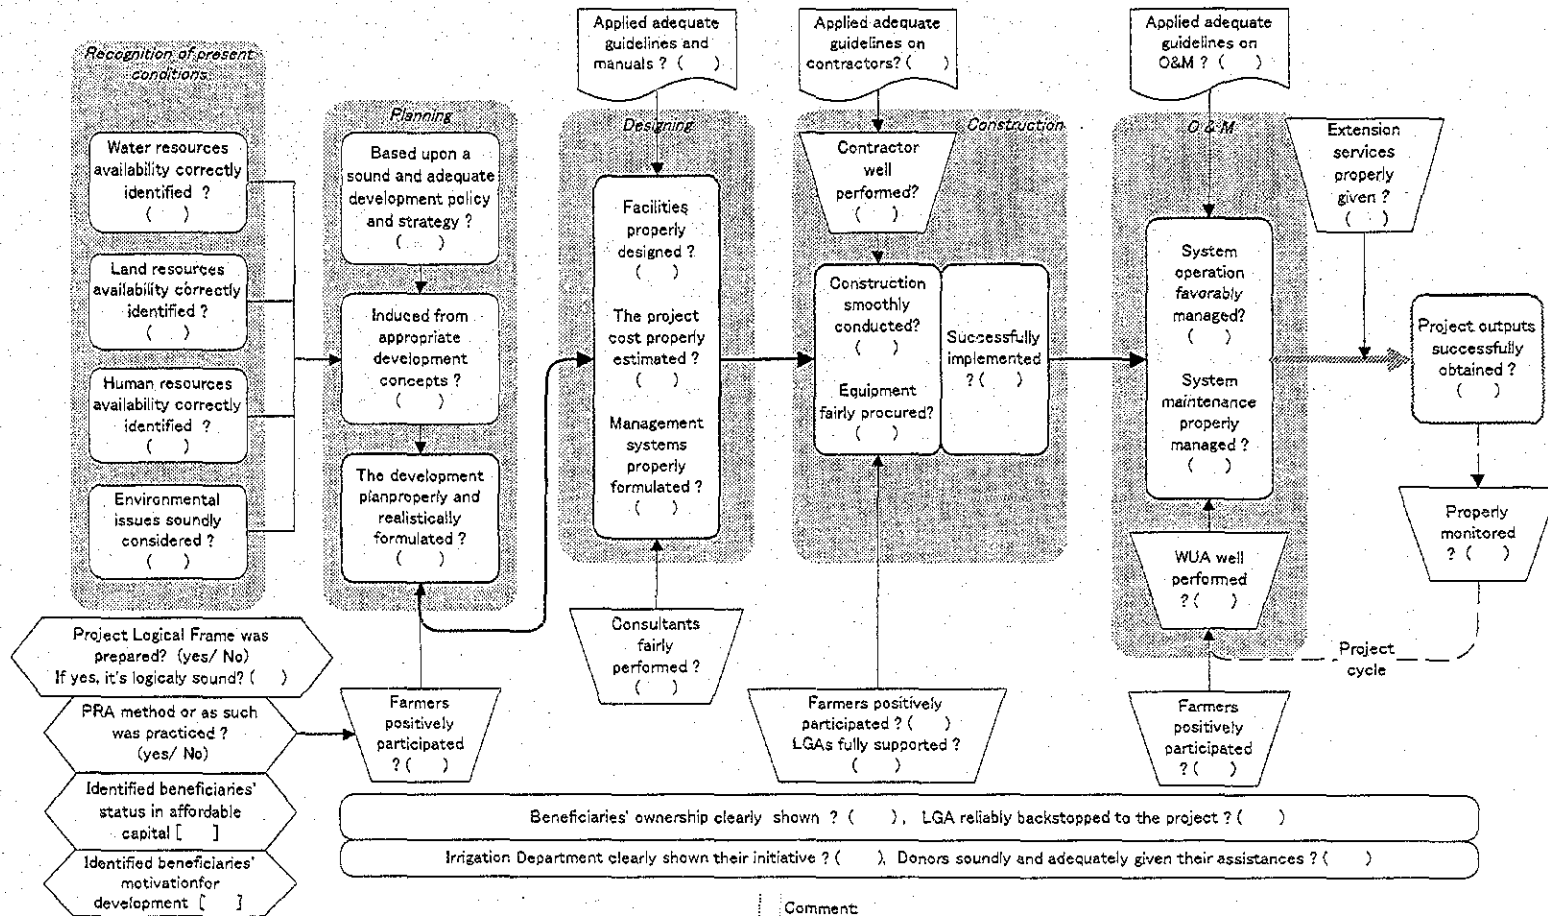 Recognition of present
conditions
Water resources
availability correctly
identified ?
(    )
Land resources
availability correctly
identified ?
(    )
Human resources
availability correctly
identified ?
(    )
Environmental
issues soundly
considered ?
(    )
Planning
Based upon a
sound and adequate
development policy
and strategy ?
(    )
Induced from
appropriate
development
concepts ?
(    )
The development
planproperly and
realistically
formulated ?
(    )
Applied adequate
guidelines and
manuals ? (    )
Designing
Facilities
properly
designed ?
(    )
The project
cost properly
estimated ?
(    )
Management
systems
properly
formulated ?
(    )
Consultants
fairly
performed ?
(    )
Applied adequate
guidelines on
contractors? (    )
Construction
Contractor
well
performed?
(    )
Construction
smoothly
conducted?
(    )
Equipment
fairly procured?
(    )
Successfully
implemented
? (    )
Farmers positively
participated ? (    )
LGAs fully supported ?
(    )
Applied adequate
guidelines on
O&M ? (    )
O & M
System
operation
favorably
managed?
(    )
System
maintenance
properly
managed ?
(    )
WUA well
performed
? (    )
Farmers
positively
participated
? (    )
Extension
services
properly
given ?
(    )
Project outputs
successfully
obtained ?
(    )
Properly
monitored
? (    )
Project
cycle
Project Logical Frame was
prepared? (yes/ No)
If yes, it's logicaly sound? (    )
PRA method or as such
was practiced ?
(yes/ No)
Farmers
positively
participated
? (    )
Identified beneficiaries'
status in affordable
capital [    ]
Identified beneficiaries'
motivationfor
development [    ]
Beneficiaries' ownership clearly shown ? (    ), LGA reliably backstopped to the project ? (    )
Irrigation Department clearly shown their initiative ? (    ), Donors soundly and adequately given their assistances ? (    )
Comment: